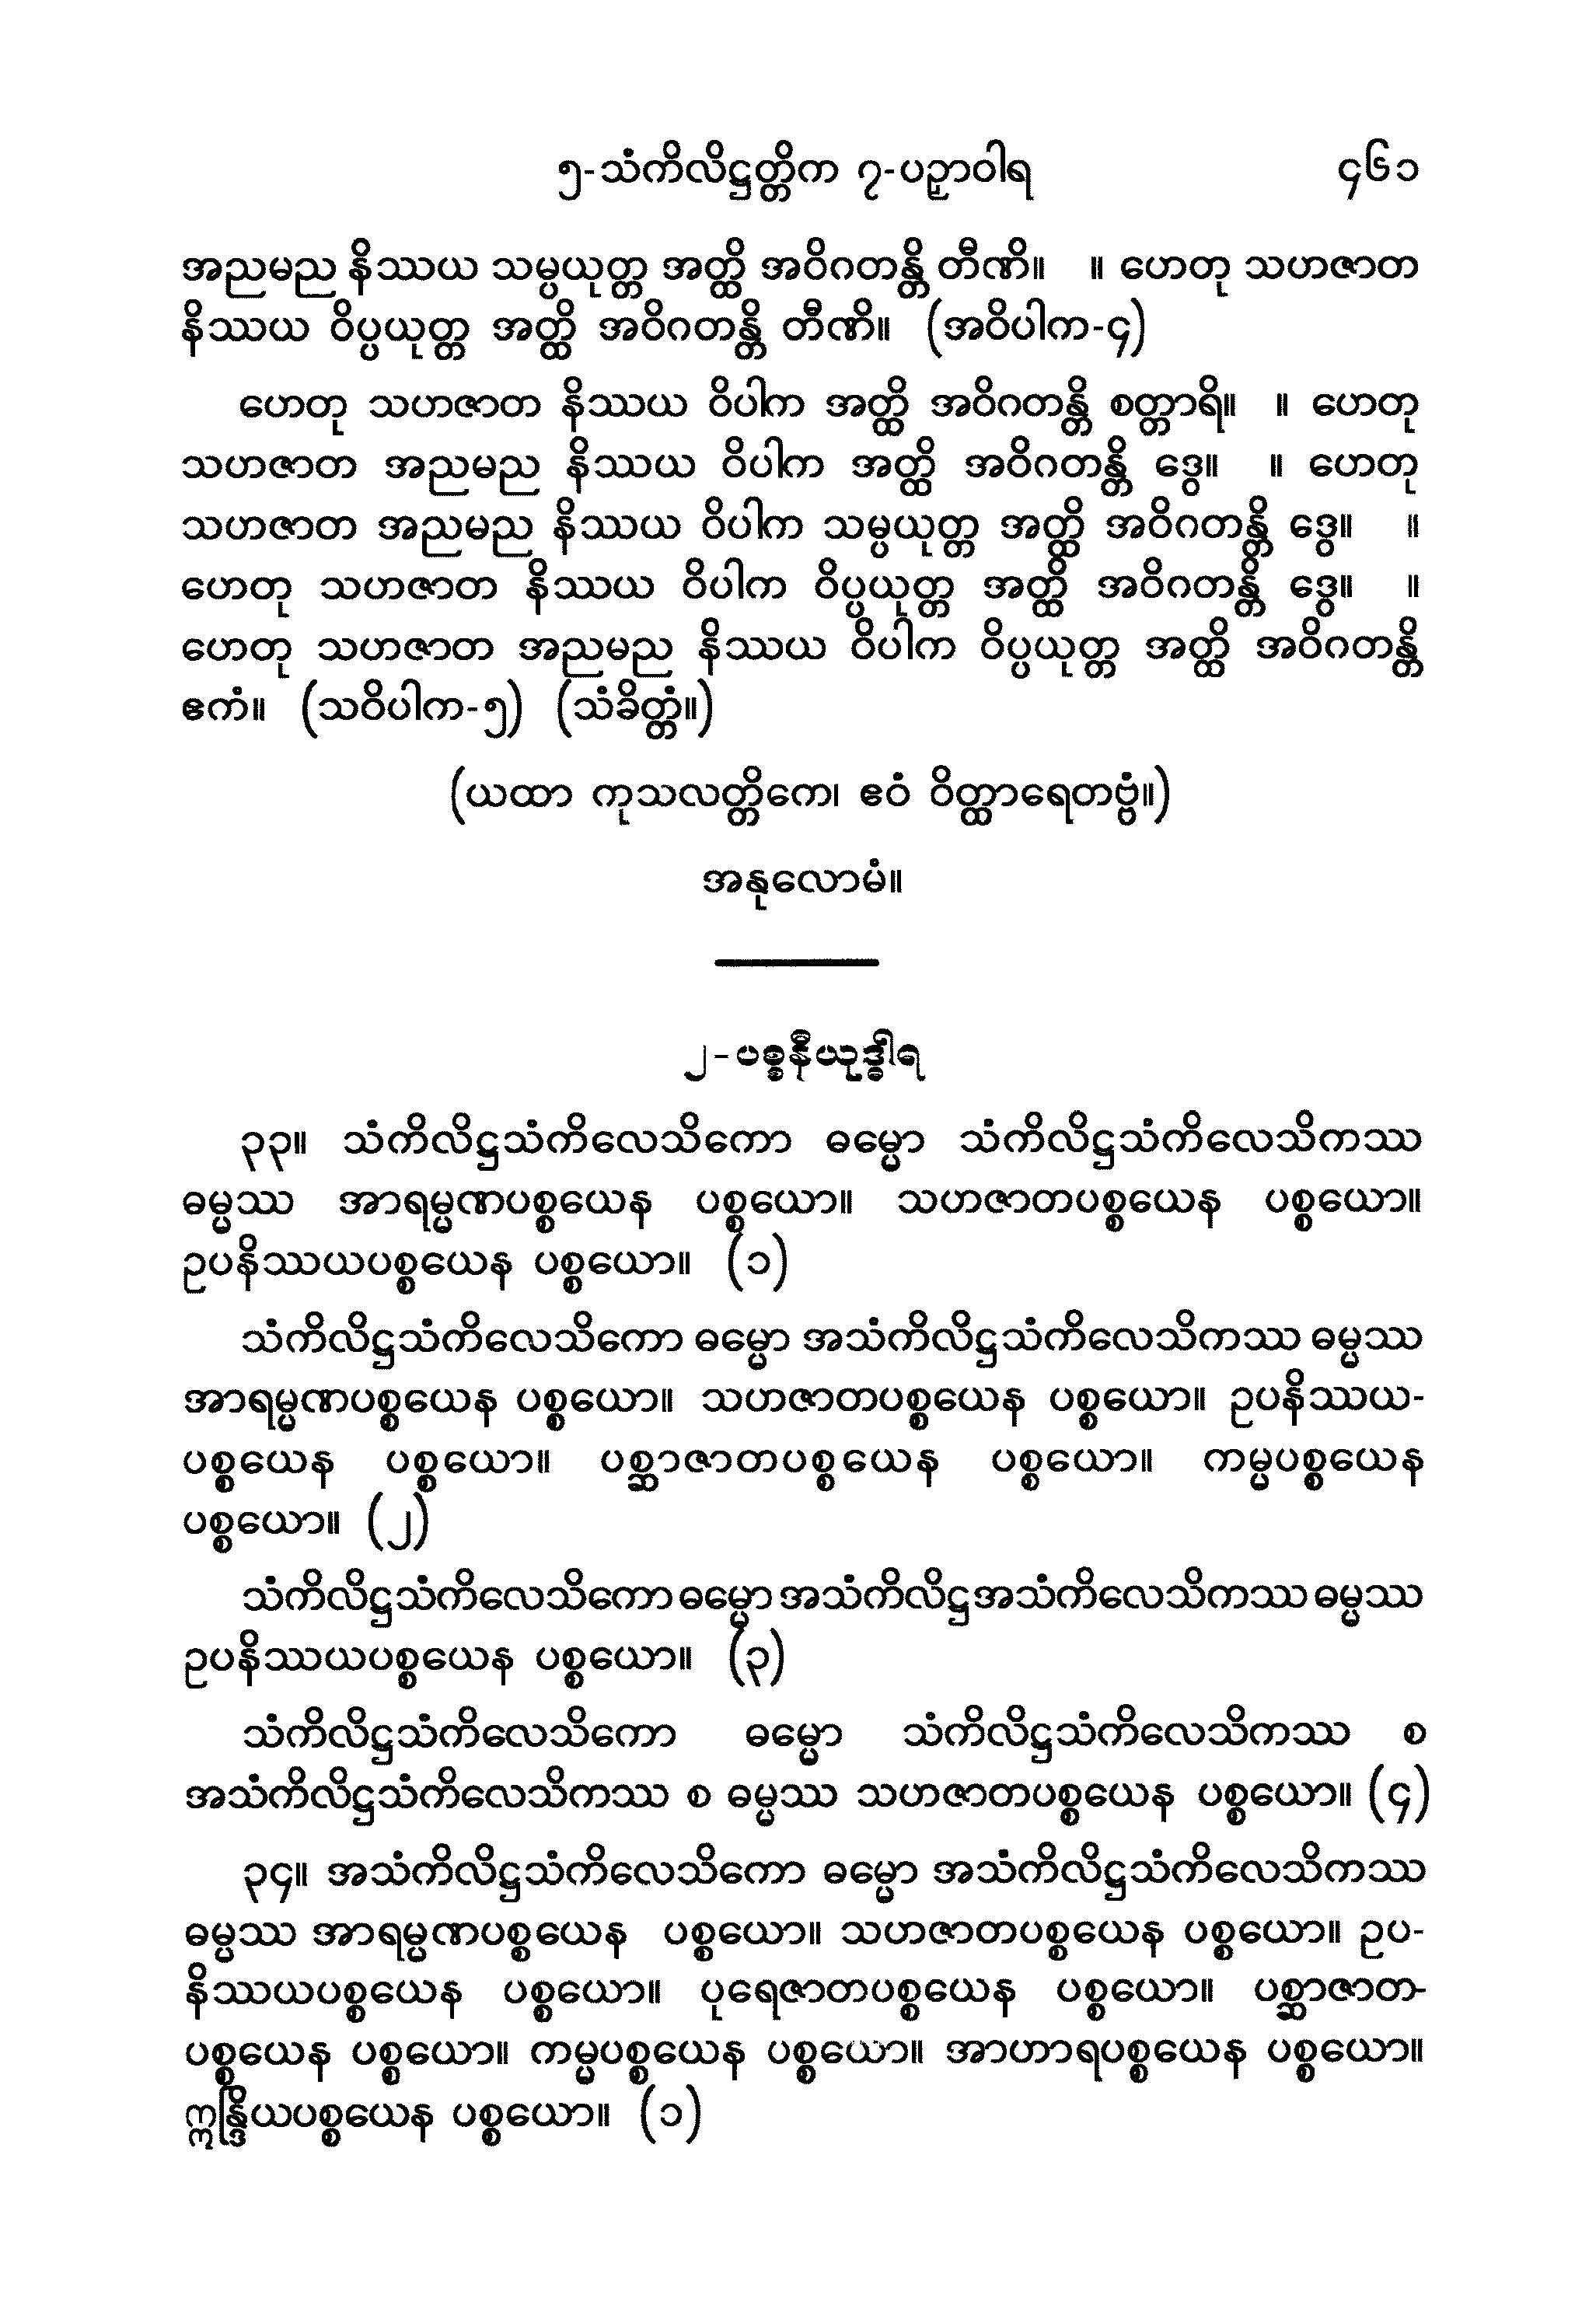 ၅-သံကိလိဋ္ဌတ္တိက ၇-ပဉှာဝါရ ၄၆၁
အညမည နိဿယ သမ္ပယုတ္တ အတ္ထိ အဝိဂတန္တိ တီဏိ။ ။ ဟေတု သဟဇာတ
နိဿယ ဝိပ္ပယုတ္တ အတ္ထိ အဝိဂတန္တိ တီဏိ။ (အဝိပါက-၄)
ဟေတု သဟဇာတ နိဿယ ဝိပါက အတ္ထိ အဝိဂတန္တိ စတ္တာရိ။ ။ ဟေတု
သဟဇာတ အညမည နိဿယ ဝိပါက အတ္ထိ အဝိဂတန္တိ ဒွေ။ ။ ဟေတု
သဟဇာတ အညမည နိဿယ ဝိပါက သမ္ပယုတ္တ အတ္ထိ အဝိဂတန္တိ ဒွေ။ ။
ဟေတု သဟဇာတ နိဿယ ဝိပါက ဝိပ္ပယုတ္တ အတ္ထိ အဝိဂတန္တိ ဒွေ။ ။
ဟေတု သဟဇာတ အညမည နိဿယ ဝိပါက ဝိပ္ပယုတ္တ အတ္ထိ အဝိဂတန္တိ
ဧကံ။ (သဝိပါက-၅) (သံခိတ္တံ။)
(ယထာ ကုသလတ္တိကေ၊ ဧဝံ ဝိတ္ထာရေတဗ္ဗံ။)
အနုလောမံ။
၂-ပစ္စနီယုဒ္ဓါရ
၃၃။ သံကိလိဋ္ဌသံကိလေသိကော ဓမ္မော သံကိလိဋ္ဌသံကိလေသိကဿ
ဓမ္မဿ အာရမ္မဏပစ္စယေန ပစ္စယော။ သဟဇာတပစ္စယေန ပစ္စယော။
ဥပနိဿယပစ္စယေန ပစ္စယော။ (၁)
သံကိလိဋ္ဌသံကိလေသိကော ဓမ္မော အသံကိလိဋ္ဌသံကိလေသိကဿ ဓမ္မဿ
အာရမ္မဏပစ္စယေန ပစ္စယော။ သဟဇာတပစ္စယေန ပစ္စယော။ ဥပနိဿယ-
ပစ္စယေန ပစ္စယော။ ပစ္ဆာဇာတပစ္စယေန ပစ္စယော။ ကမ္မပစ္စယေန
ပစ္စယော။ (၂)
သံကိလိဋ္ဌသံကိလေသိကော ဓမ္မော အသံကိလိဋ္ဌအသံကိလေသိကဿ ဓမ္မဿ
ဥပနိဿယပစ္စယေန ပစ္စယော။ (၃)
သံကိလိဋ္ဌသံကိလေသိကော ဓမ္မော သံကိလိဋ္ဌသံကိလေသိကဿ စ
အသံကိလိဋ္ဌသံကိလေသိကဿ စ ဓမ္မဿ သဟဇာတပစ္စယေန ပစ္စယော။ (၄)
၃၄။ အသံကိလိဋ္ဌသံကိလေသိကော ဓမ္မော အသံကိလိဋ္ဌသံကိလေသိကဿ
ဓမ္မဿ အာရမ္မဏပစ္စယေန ပစ္စယော။ သဟဇာတပစ္စယေန ပစ္စယော။ ဥပ-
နိဿယပစ္စယေန ပစ္စယော။ ပုရေဇာတပစ္စယေန ပစ္စယော။ ပစ္ဆာဇာတ-
ပစ္စယေန ပစ္စယော။ ကမ္မပစ္စယေန ပစ္စယော။ အာဟာရပစ္စယေန ပစ္စယော။
ဣန္ဒြိယပစ္စယေန ပစ္စယော။ (၁)